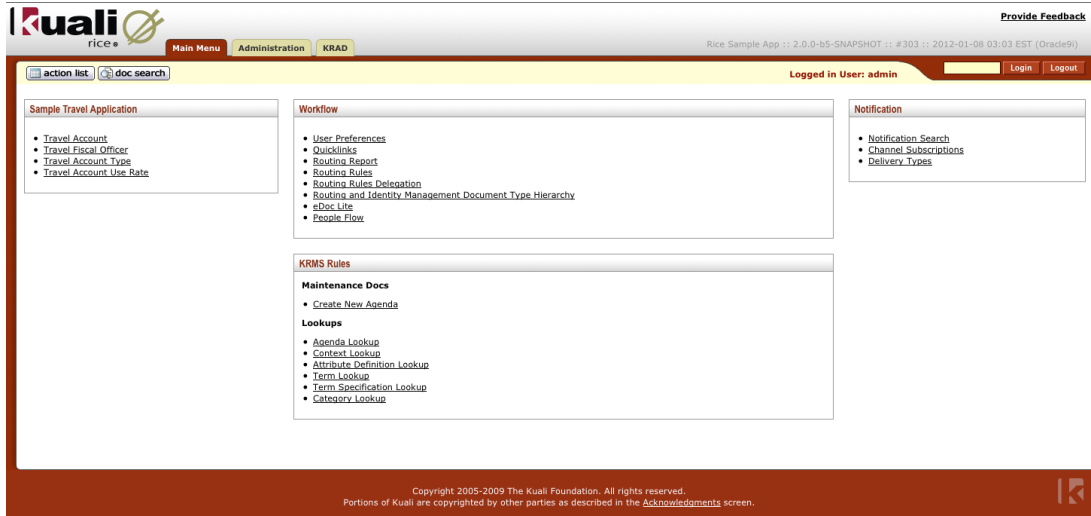 Kuali
rice
Provide Feedback
Main Menu
Administration
KRAD
Rice Sample App :: 2.0.0-b5-SNAPSHOT :: #303 :: 2012-01-08 03:03 EST (Oracle9i)
action list
doc search
Logged in User: admin
Login
Logout
Sample Travel Application
Travel Account
Travel Fiscal Officer
Travel Account Type
Travel Account Use Rate
Workflow
User Preferences
Quicklinks
Routing Report
Routing Rules
Routing Rules Delegation
Routing and Identity Management Document Type Hierarchy
eDoc Lite
People Flow
KRMS Rules
Maintenance Docs
Create New Agenda
Lookups
Agenda Lookup
Context Lookup
Attribute Definition Lookup
Term Lookup
Term Specification Lookup
Category Lookup
Notification
Notification Search
Channel Subscriptions
Delivery Types
Copyright 2005-2009 The Kuali Foundation. All rights reserved.
Portions of Kuali are copyrighted by other parties as described in the Acknowledgments screen.